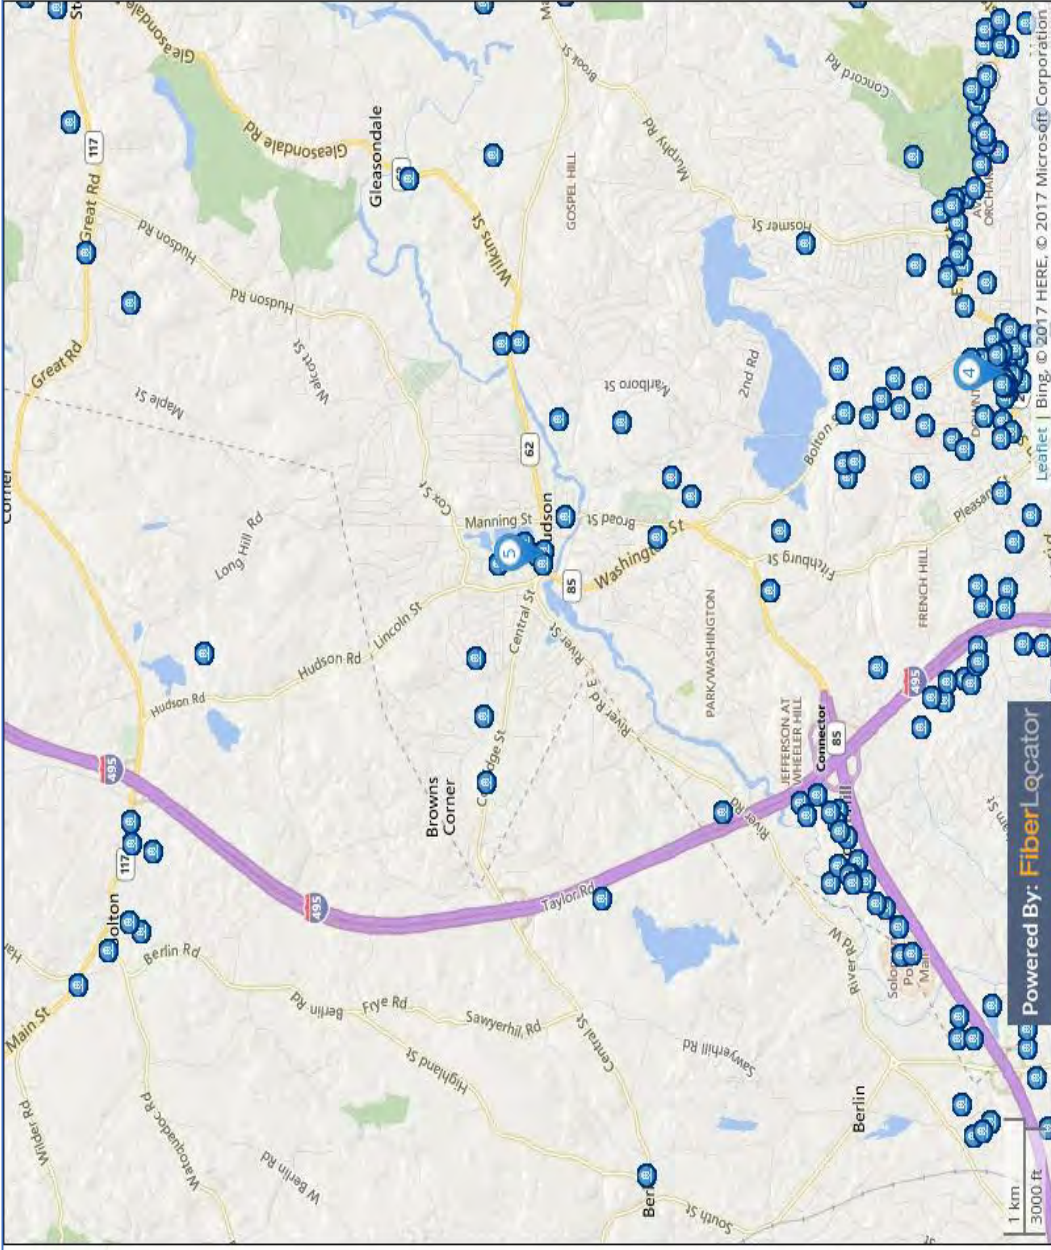 Great Rd
117
Gleasondale Rd
Gleasondale
Hudson Rd
Hudson Rd
Great Rd
Maple St
Walcott St
Wilkins St
Brook St
Concord Rd
Murphy Rd
GOSPEL HILL
Hosmer St
Marlboro St
2nd Rd
62
Cox St
Manning St
Broad St
Long Hill Rd
Lincoln St
Hudson Rd
Hudson Rd
5
4
85
Washington St
Fitchburg St
FRENCH HILL
Central St
River St
River Rd E
PARK/WASHINGTON
JEFFERSON AT
WHEELER HILL
Connector
85
495
495
495
117
Browns
Corner
Taylor Rd
River Rd
River Rd W
Main St
Berlin Rd
Berlin Rd
Frye Rd
Sawyerhill Rd
Sawyerhill Rd
Highland St
Central St
Wilder Rd
Watoquadoc Rd
W Berlin Rd
South St
Berlin
1 km
3000 ft
Powered By: FiberLocator
Leaflet | Bing, © 2017 HERE, © 2017 Microsoft Corporation